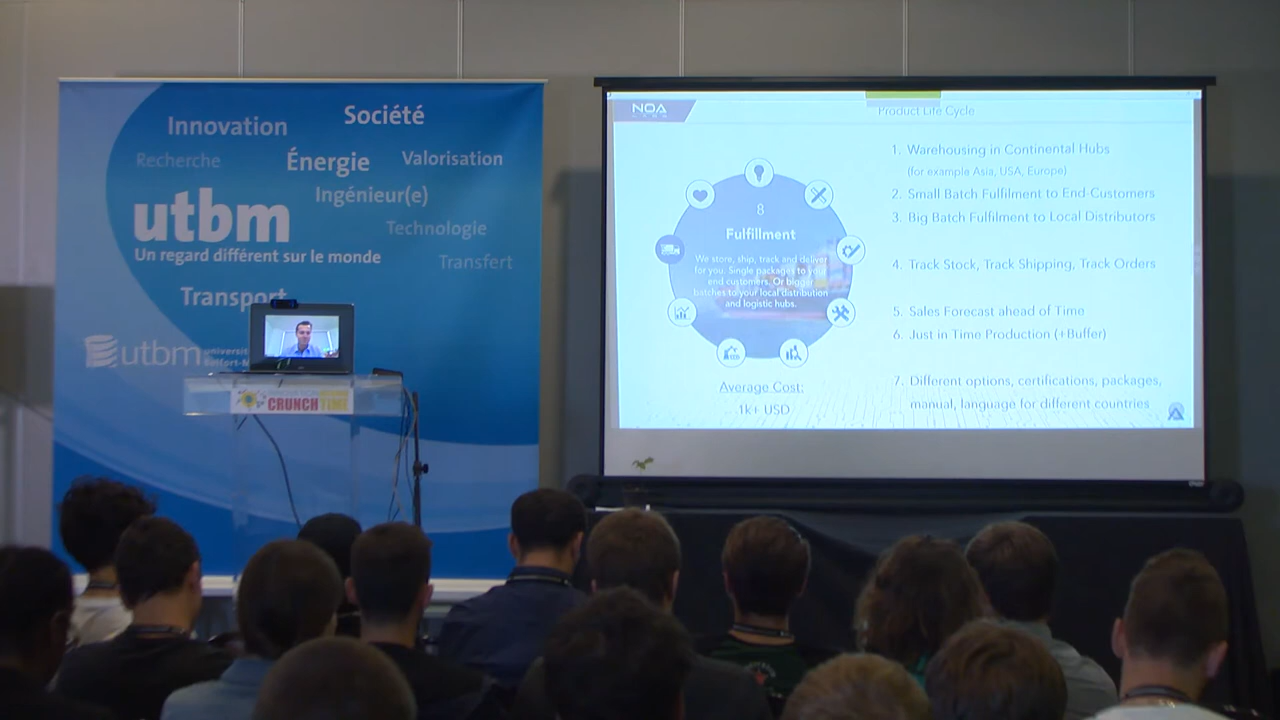 Innovation
Société
Recherche
Énergie
Valorisation
Ingénieur(e)
utbm
Technologie
Un regard différent sur le monde
Transfert
Transport
utbm
CRUNCH
TIME
NOA
LABS
Product Life Cycle
8
Fulfillment
We store, ship, track and deliver
for you. Single packages to your
end customers. Or bigger
batches to your local distribution
and logistic hubs.
Average Cost:
1k+ USD
1. Warehousing in Continental Hubs
(for example Asia, USA, Europe)
2. Small Batch Fulfilment to End-Customers
3. Big Batch Fulfilment to Local Distributors
4. Track Stock, Track Shipping, Track Orders
5. Sales Forecast ahead of Time
6. Just in Time Production (+Buffer)
7. Different options, certifications, packages,
manual, language for different countries